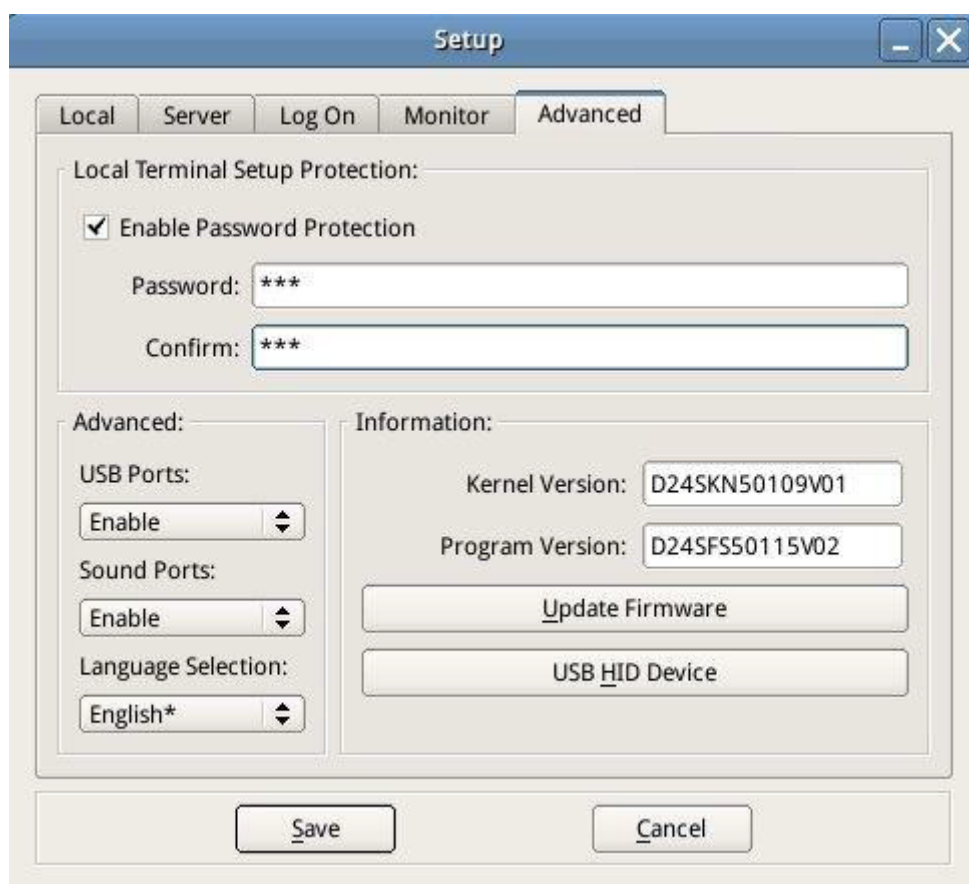 Setup
Local Server Log On Monitor Advanced
Local Terminal Setup Protection:
Enable Password Protection
Password: ***
Confirm: ***
Advanced:
USB Ports:
Enable
Sound Ports:
Enable
Language Selection:
English*
Information:
Kernel Version: D24SKN50109V01
Program Version: D24SFS50115V02
Update Firmware
USB HID Device
Save Cancel